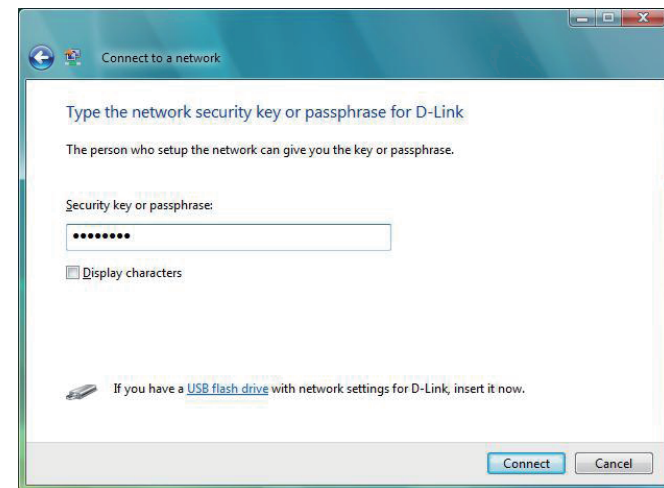 Connect to a network
Type the network security key or passphrase for D-Link
The person who setup the network can give you the key or passphrase.
Security key or passphrase:
••••••••
Display characters
If you have a USB flash drive with network settings for D-Link, insert it now.
Connect Cancel